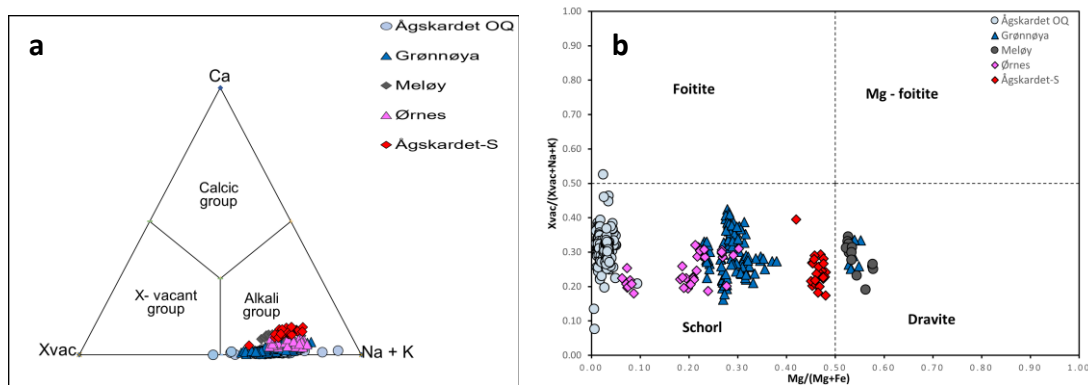 a
Ågskardet OQ
Grønnøya
Meløy
Ørnes
Ågskardet-S
Ca
Calcic
group
X- vacant
group
Alkali
group
Xvac
Na + K
b
1.00
0.90
0.80
0.70
0.60
0.50
0.40
0.30
0.20
0.10
0.00
Xvac/(Xvac+Na+K)
Ågskardet OQ
Grønnøya
Meløy
Ørnes
Ågskardet-S
Foitite
Mg - foitite
Schorl
Dravite
0.00 0.10 0.20 0.30 0.40 0.50 0.60 0.70 0.80 0.90 1.00
Mg/(Mg+Fe)